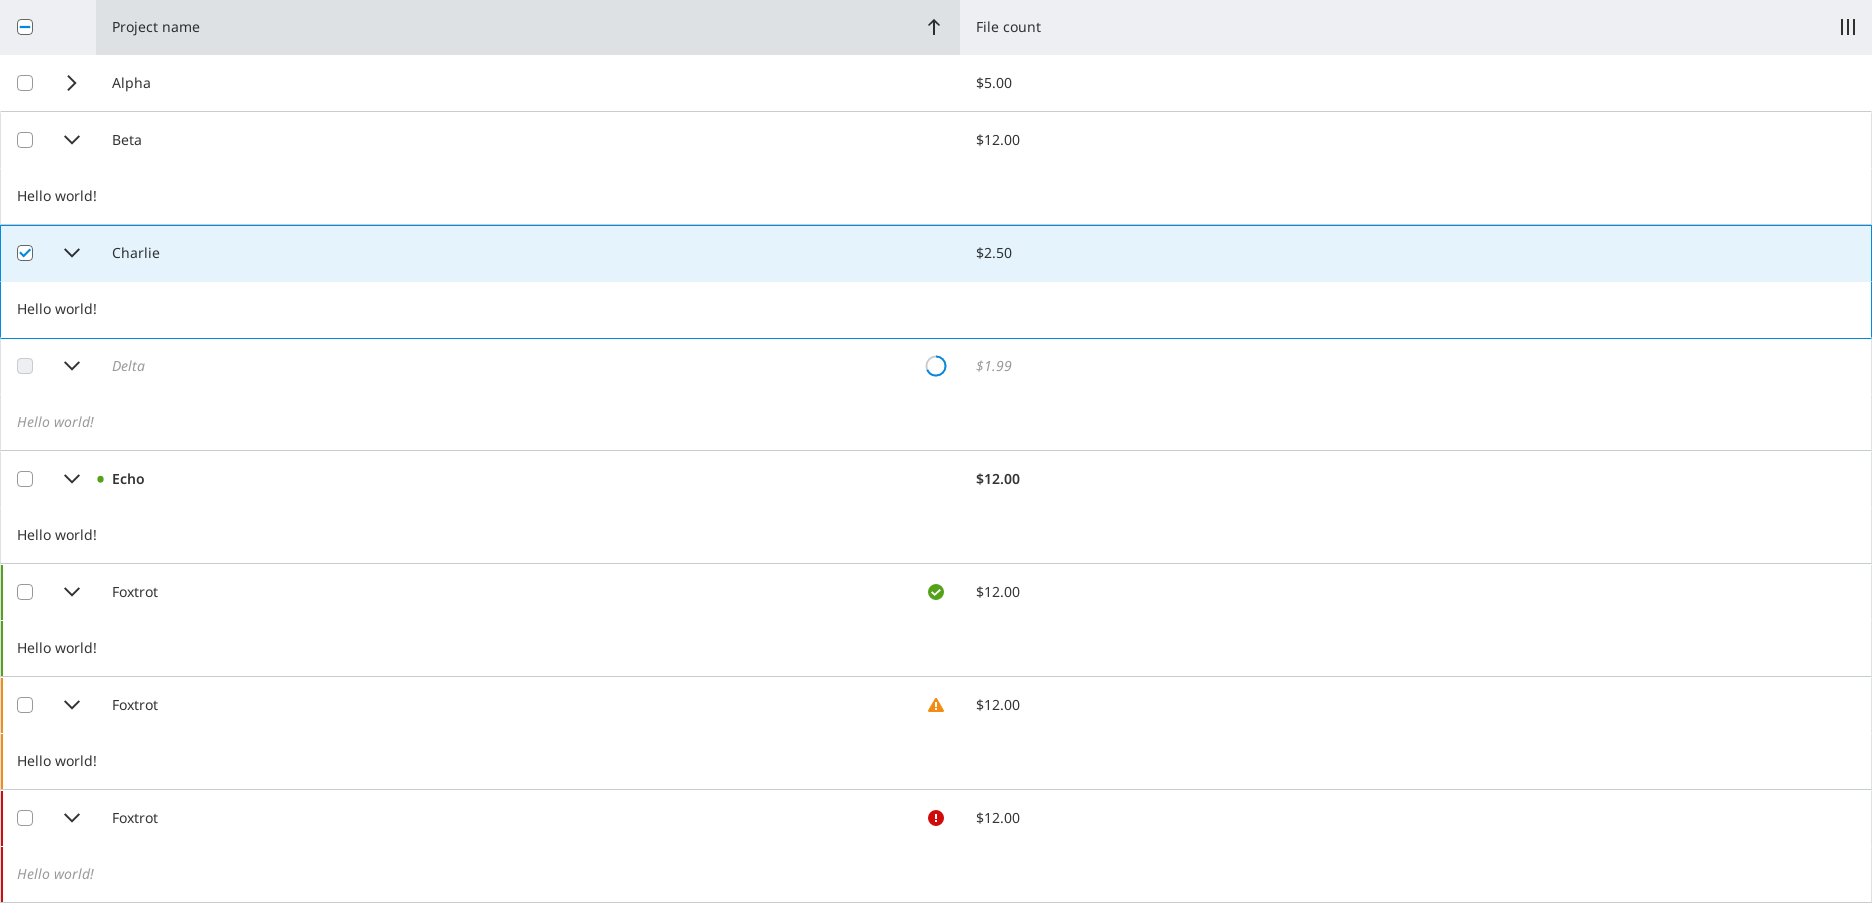 Project name File count
Alpha $5.00
Beta $12.00
Hello world!
Charlie $2.50
Hello world!
Delta $1.99
Hello world!
Echo $12.00
Hello world!
Foxtrot $12.00
Hello world!
Foxtrot $12.00
Hello world!
Foxtrot $12.00
Hello world!